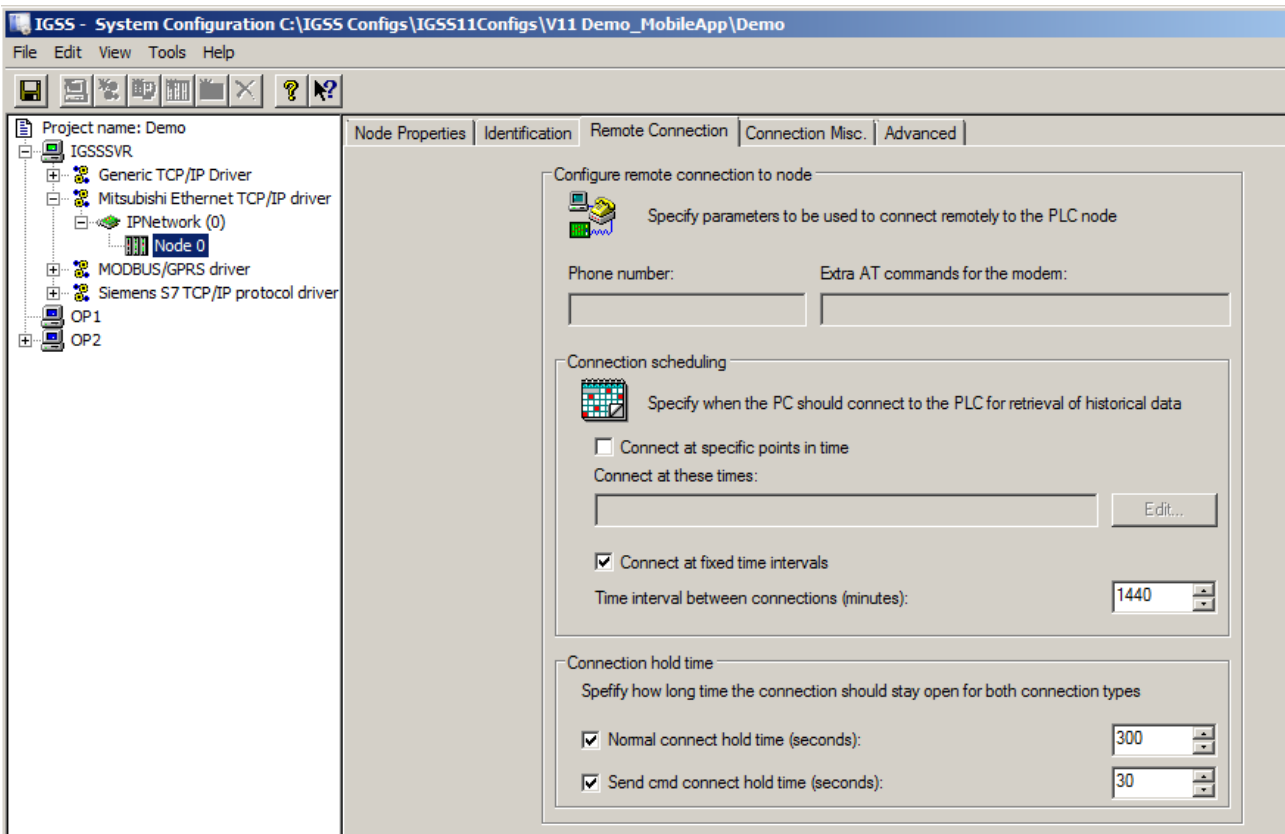 IGSS - System Configuration C:\IGSS Configs\IGSS11Configs\V11 Demo_MobileApp\Demo
File Edit View Tools Help
Project name: Demo
IGSSSVR
Generic TCP/IP Driver
Mitsubishi Ethernet TCP/IP driver
IPNetwork (0)
Node 0
MODBUS/GPRS driver
Siemens S7 TCP/IP protocol driver
OP1
OP2
Node Properties Identification Remote Connection Connection Misc. Advanced
Configure remote connection to node
Specify parameters to be used to connect remotely to the PLC node
Phone number: Extra AT commands for the modem:
Connection scheduling
Specify when the PC should connect to the PLC for retrieval of historical data
Connect at specific points in time
Connect at these times:
Edit...
Connect at fixed time intervals
Time interval between connections (minutes): 1440
Connection hold time
Spefify how long time the connection should stay open for both connection types
Normal connect hold time (seconds): 300
Send cmd connect hold time (seconds): 30